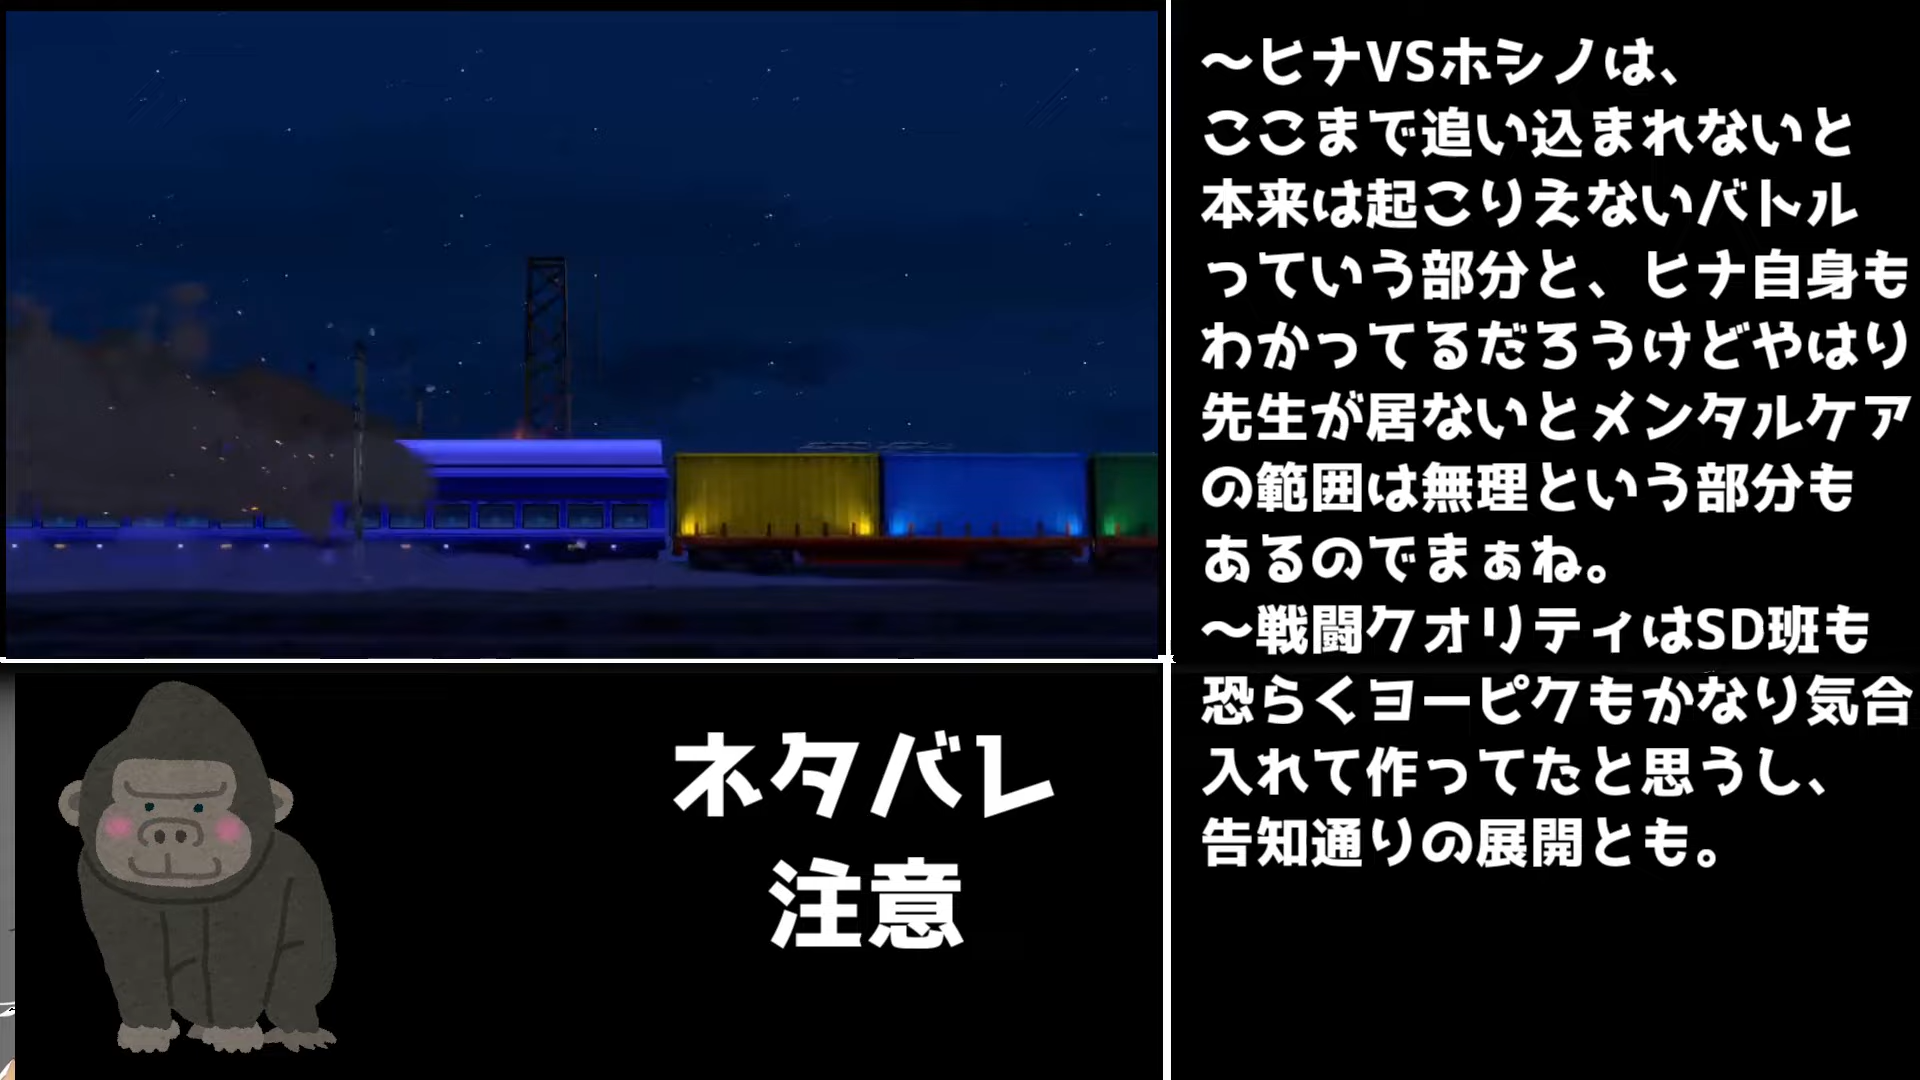 〜ヒナVSホシノは、
ここまで追い込まれないと
本来は起こりえないバトル
っていう部分と、ヒナ自身も
わかってるだろうけどやはり
先生が居ないとメンタルケア
の範囲は無理という部分も
あるのでまぁね。
〜戦闘クオリティはSD班も
恐らくヨーピクもかなり気合
入れて作ってたと思うし、
告知通りの展開とも。
ネタバレ
注意